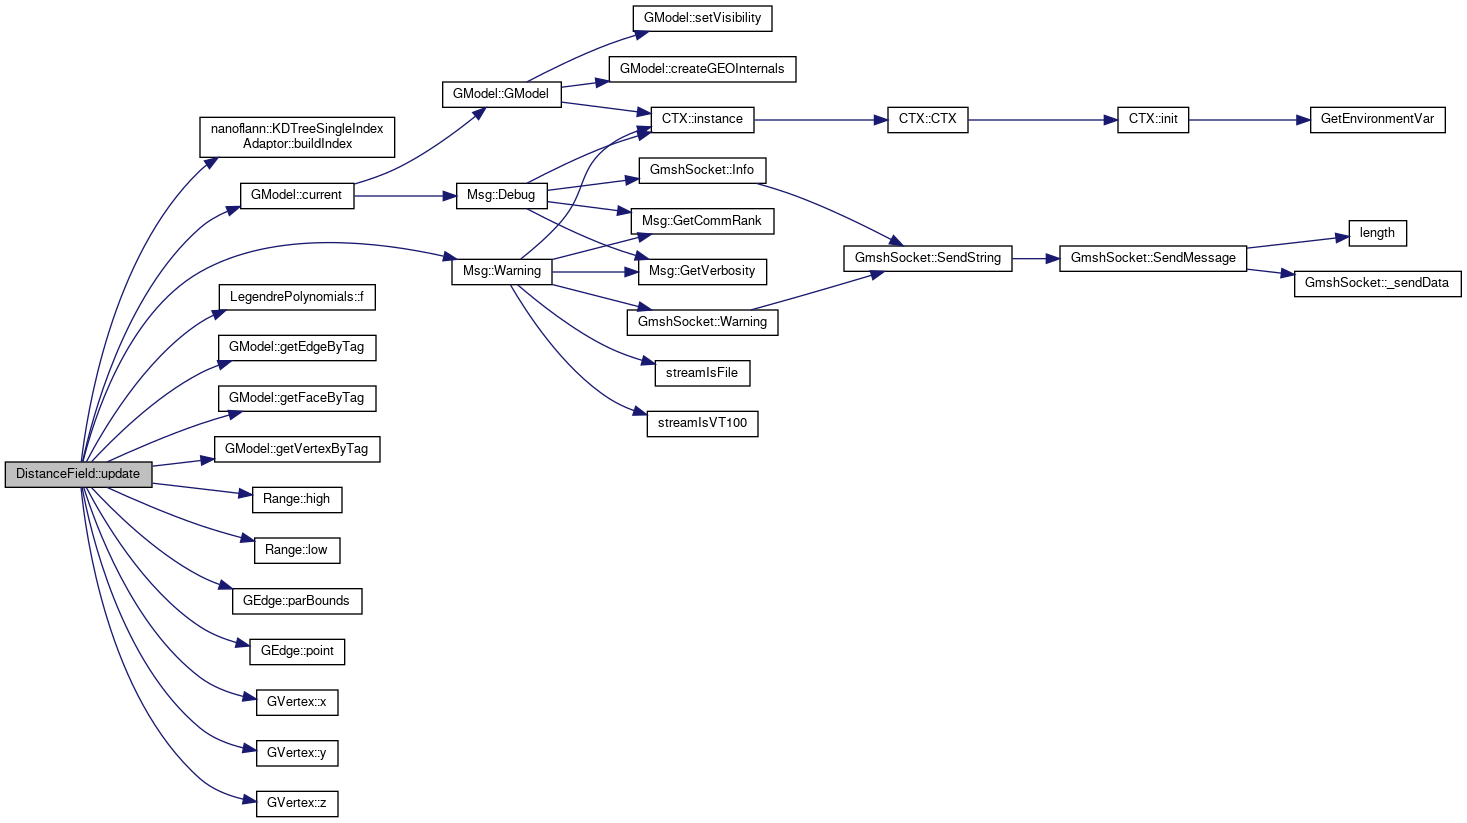 GModel::setVisibility
GModel::createGEOInternals
GModel::GModel
CTX::instance
CTX::CTX
CTX::init
GetEnvironmentVar
nanoflann::KDTreeSingleIndex
Adaptor::buildIndex
GmshSocket::Info
GModel::current
Msg::Debug
Msg::GetCommRank
length
GmshSocket::SendString
GmshSocket::SendMessage
Msg::Warning
Msg::GetVerbosity
GmshSocket::_sendData
LegendrePolynomials::f
GmshSocket::Warning
GModel::getEdgeByTag
streamIsFile
GModel::getFaceByTag
streamIsVT100
GModel::getVertexByTag
DistanceField::update
Range::high
Range::low
GEdge::parBounds
GEdge::point
GVertex::x
GVertex::y
GVertex::z